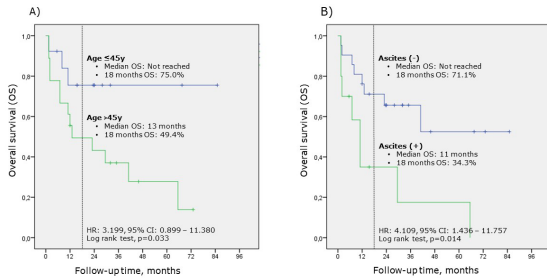 A)
Overall survival (OS)
1,0
0,8
0,6
0,4
0,2
0,0
Age ≤45y
• Median OS: Not reached
• 18 months OS: 75.0%
Age >45y
• Median OS: 13 months
• 18 months OS: 49.4%
HR: 3.199, 95% CI: 0.899 – 11.380
Log rank test, p=0.033
0 12 24 36 48 60 72 84 96
Follow-up time, months
B)
Overall survival (OS)
1,0
0,8
0,6
0,4
0,2
0,0
Ascites (-)
• Median OS: Not reached
• 18 months OS: 71.1%
Ascites (+)
• Median OS: 11 months
• 18 months OS: 34.3%
HR: 4.109, 95% CI: 1.436 – 11.757
Log rank test, p=0.014
0 12 24 36 48 60 72 84 96
Follow-up time, months